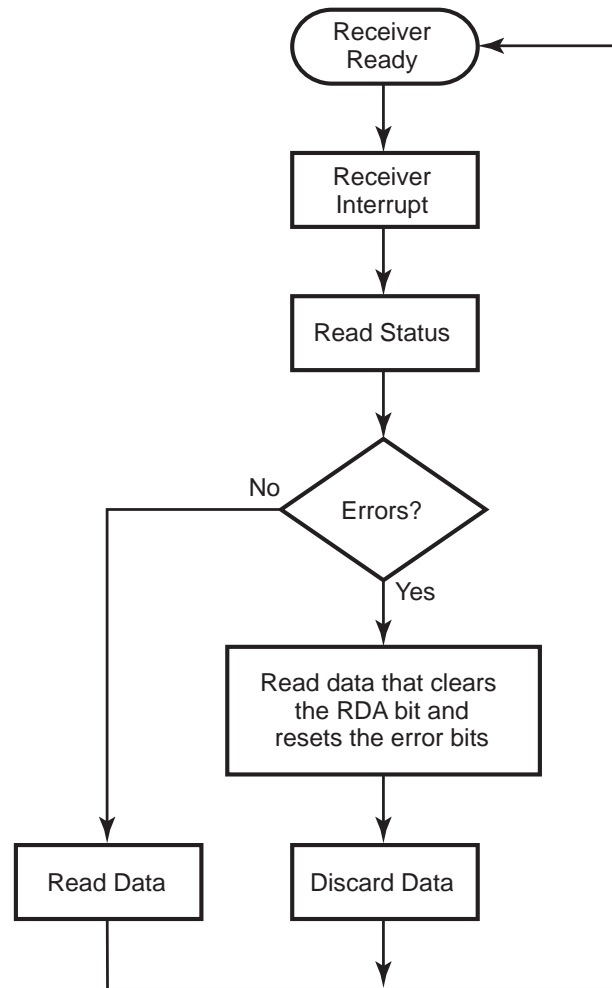 Receiver
Ready
Receiver
Interrupt
Read Status
Errors?
No
Yes
Read data that clears
the RDA bit and
resets the error bits
Read Data
Discard Data